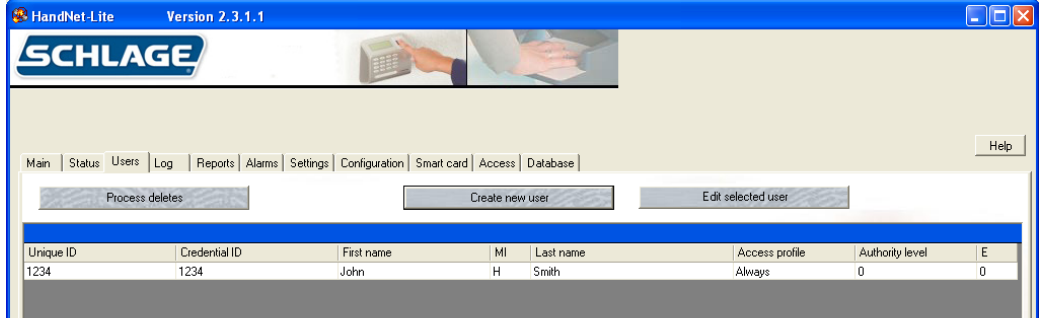 HandNet-Lite Version 2.3.1.1
SCHLAGE
Help
Main Status Users Log Reports Alarms Settings Configuration Smart card Access Database
Process deletes Create new user Edit selected user
Unique ID Credential ID First name MI Last name Access profile Authority level E
1234 1234 John H Smith Always 0 0